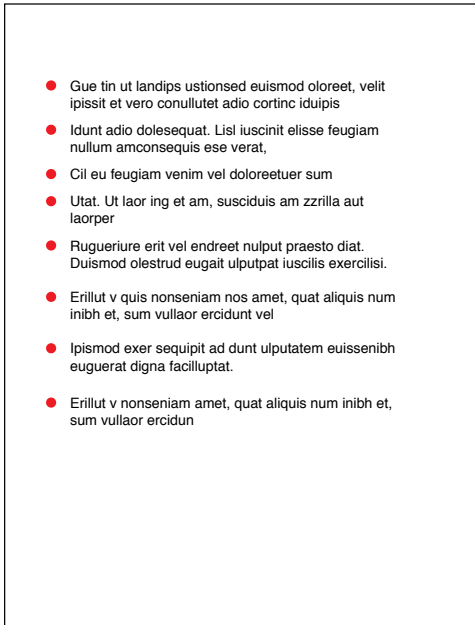 Gue tin ut landips ustionsed euismod oloreet, velit
ipissit et vero conullutet adio cortinc iduipis
Idunt adio dolesequat. Lisl iuscinit elisse feugiam
nullum amconsequis ese verat,
Cil eu feugiam venim vel doloreetuer sum
Utat. Ut laor ing et am, susciduis am zzrilla aut
laorper
Rugueriure erit vel endreet nulput praesto diat.
Duismod olestrud eugait ulputpat iuscilis exercilisi.
Erillut v quis nonseniam nos amet, quat aliquis num
inibh et, sum vullaor ercidunt vel
Ipismod exer sequipit ad dunt ulputatem euissenibh
euguerat digna facilluptat.
Erillut v nonseniam amet, quat aliquis num inibh et,
sum vullaor ercidun